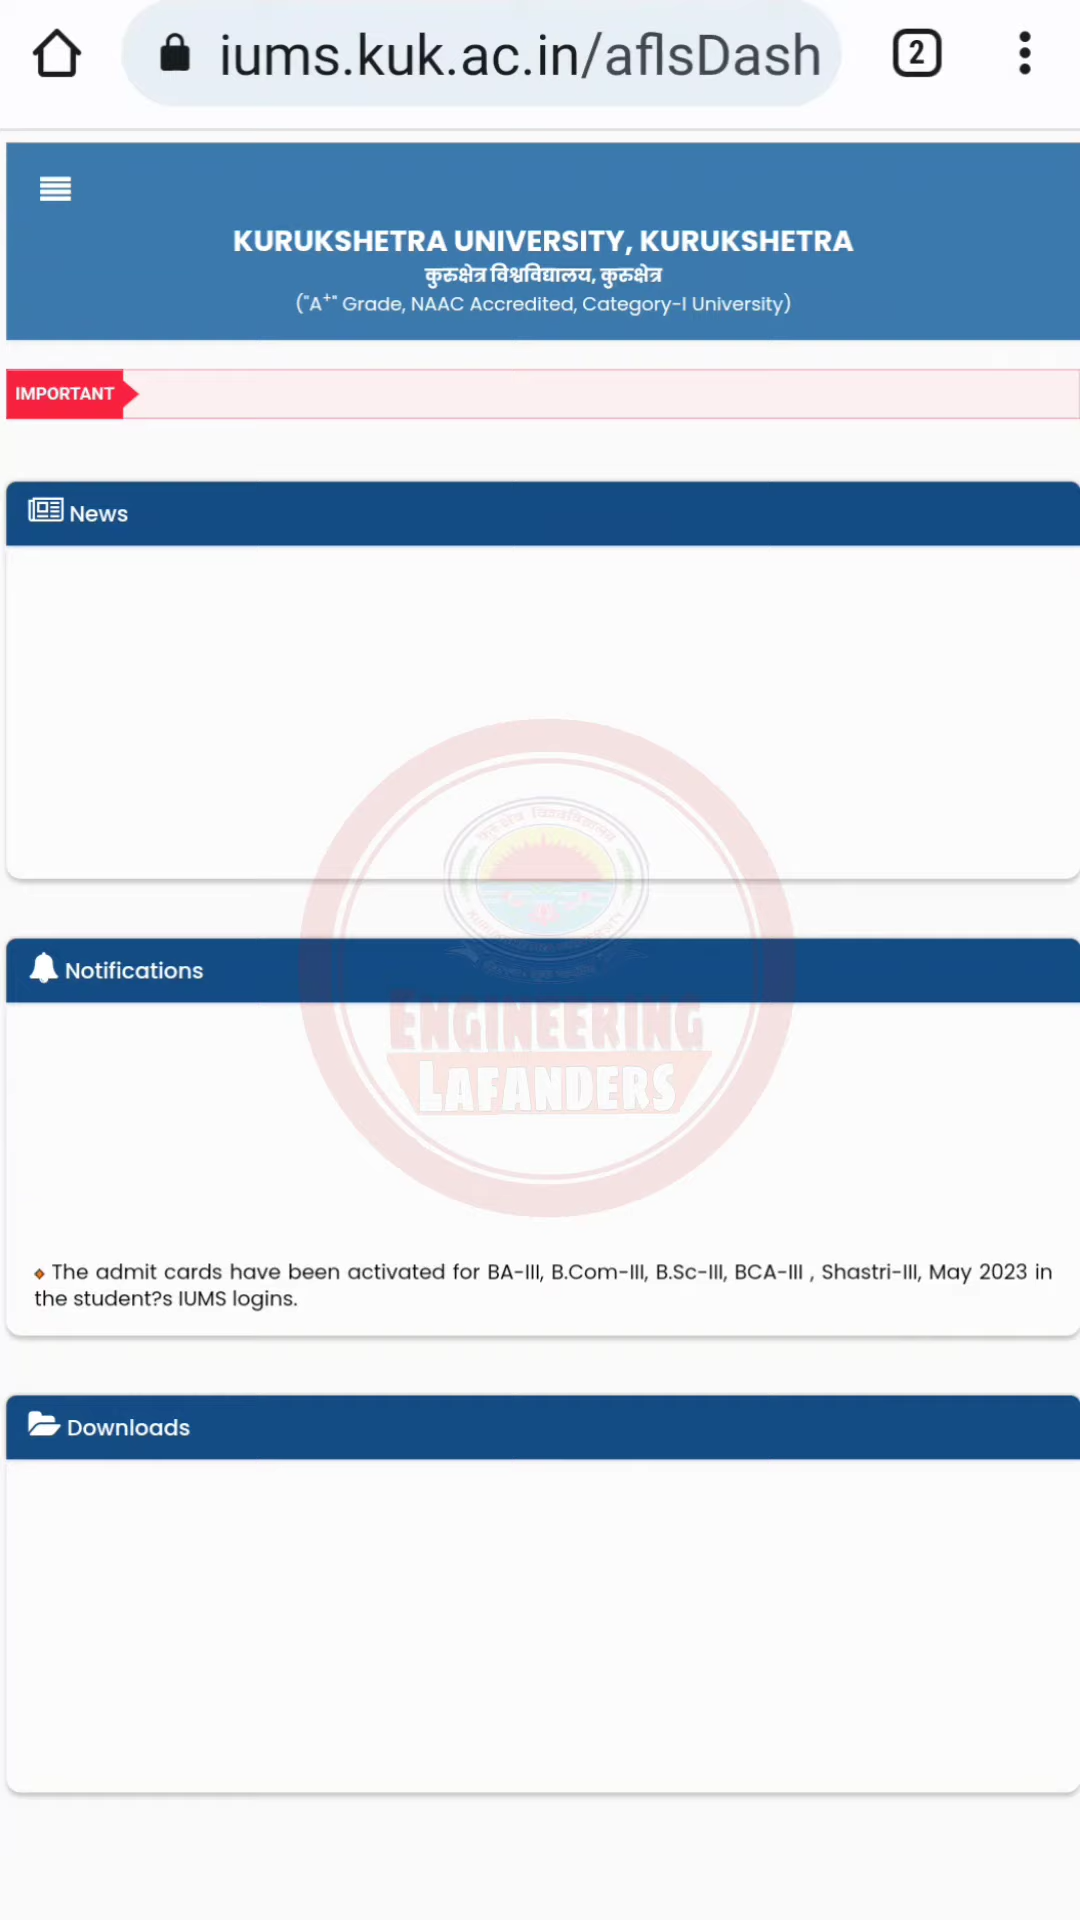 iums.kuk.ac.in/aflsDash
2
KURUKSHETRA UNIVERSITY, KURUKSHETRA
कुरुक्षेत्र विश्वविद्यालय, कुरुक्षेत्र
("A⁺" Grade, NAAC Accredited, Category-I University)
IMPORTANT
News
Notifications
ENGINEERING
LAFANDERS
The admit cards have been activated for BA-III, B.Com-III, B.Sc-III, BCA-III , Shastri-III, May 2023 in
the student?s IUMS logins.
Downloads